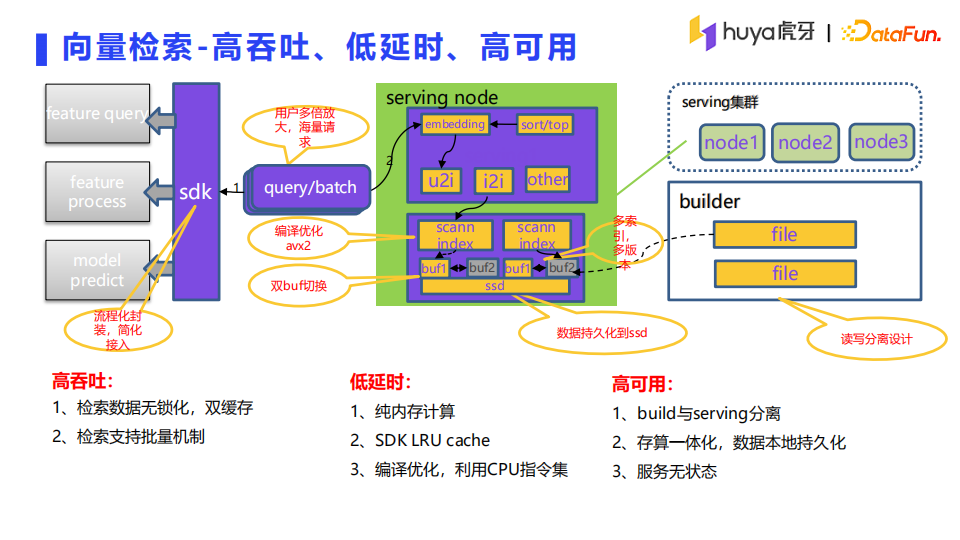 向量检索-高吞吐、低延时、高可用
huya虎牙
DataFun.
feature query
feature
process
model
predict
sdk
流程化封
装，简化
接入
用户多倍放
大，海量请
求
1
query/batch
2
编译优化
avx2
双buf切换
serving node
embedding
sort/top
u2i
i2i
other
scann
index
scann
index
buf1
buf2
buf1
buf2
ssd
多索
引，
多版
本
数据持久化到ssd
serving集群
node1
node2
node3
builder
file
file
读写分离设计
高吞吐：
1、检索数据无锁化，双缓存
2、检索支持批量机制
低延时：
1、纯内存计算
2、SDK LRU cache
3、编译优化，利用CPU指令集
高可用：
1、build与serving分离
2、存算一体化，数据本地持久化
3、服务无状态